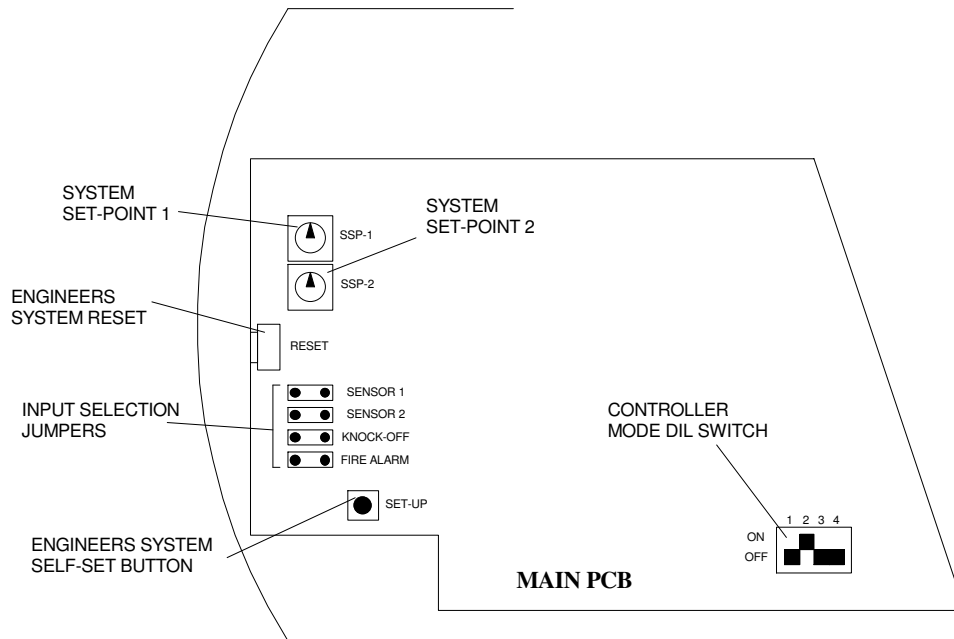 SYSTEM
SET-POINT 1
SYSTEM
SET-POINT 2
SSP-1
SSP-2
ENGINEERS
SYSTEM RESET
RESET
INPUT SELECTION
JUMPERS
SENSOR 1
SENSOR 2
KNOCK-OFF
FIRE ALARM
SET-UP
ENGINEERS SYSTEM
SELF-SET BUTTON
CONTROLLER
MODE DIL SWITCH
1 2 3 4
ON
OFF
MAIN PCB